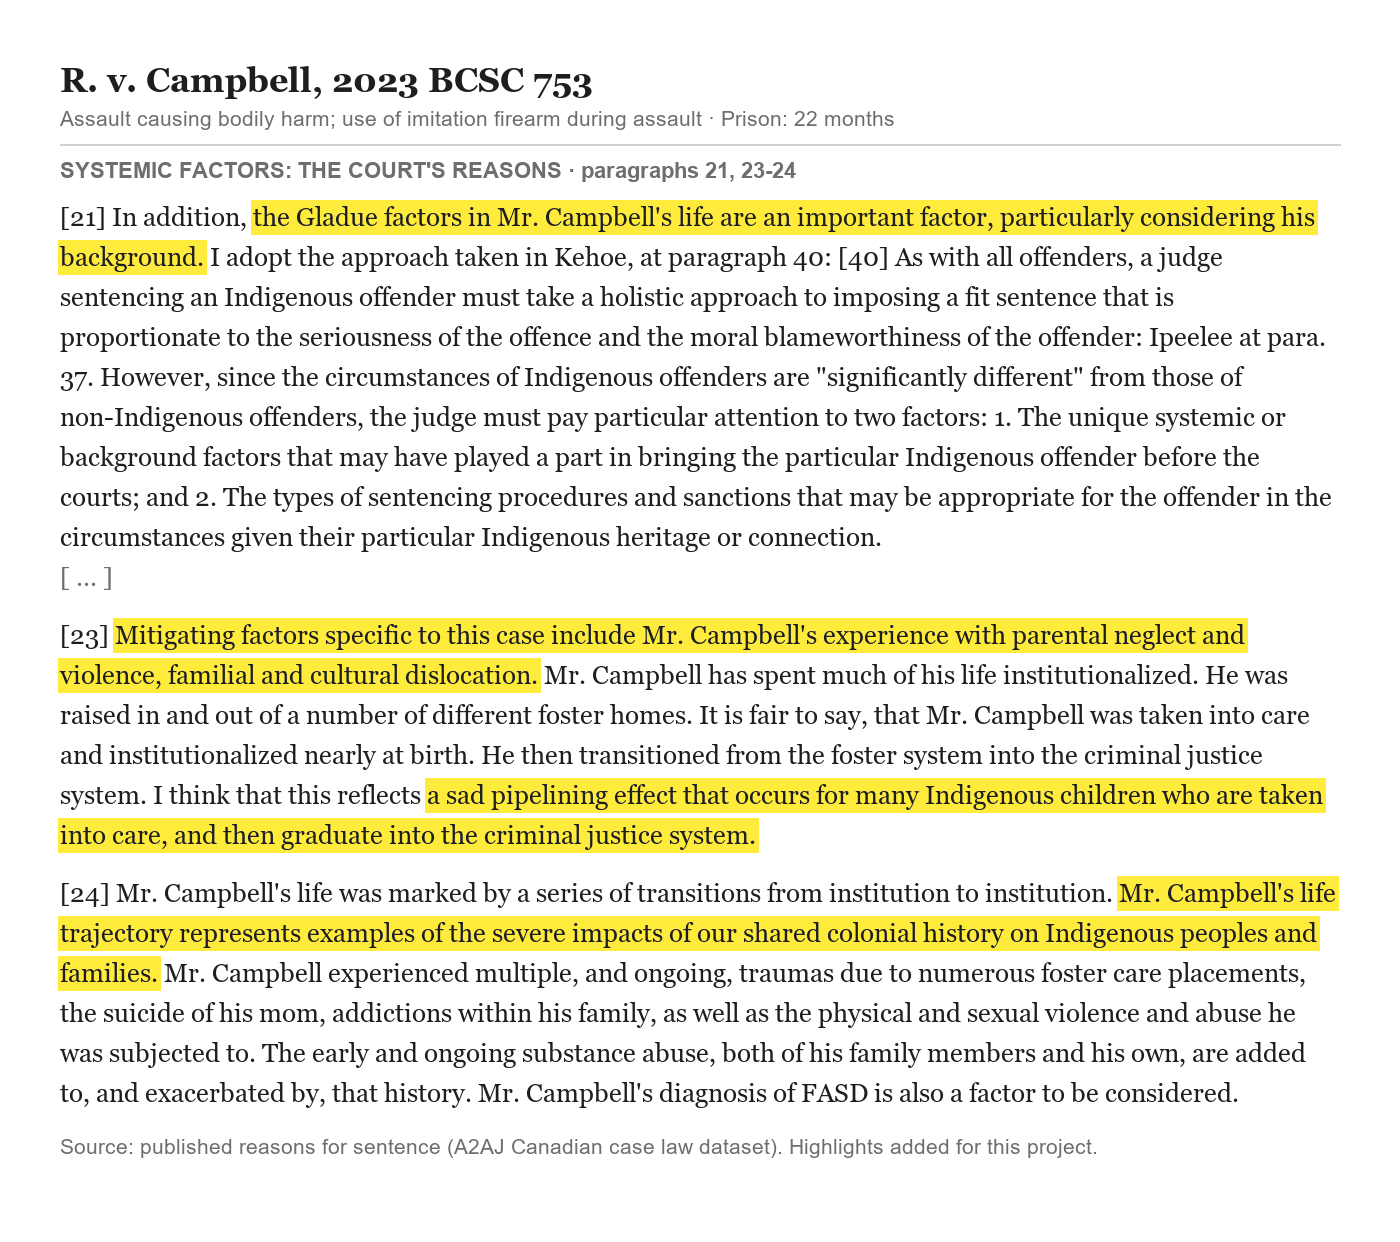 R. v. Campbell, 2023 BCSC 753
Assault causing bodily harm; use of imitation firearm during assault · Prison: 22 months
SYSTEMIC FACTORS: THE COURT'S REASONS · paragraphs 21, 23-24
[21] In addition, the Gladue factors in Mr. Campbell's life are an important factor, particularly considering his
background. I adopt the approach taken in Kehoe, at paragraph 40: [40] As with all offenders, a judge
sentencing an Indigenous offender must take a holistic approach to imposing a fit sentence that is
proportionate to the seriousness of the offence and the moral blameworthiness of the offender: Ipeelee at para.
37. However, since the circumstances of Indigenous offenders are "significantly different" from those of
non-Indigenous offenders, the judge must pay particular attention to two factors: 1. The unique systemic or
background factors that may have played a part in bringing the particular Indigenous offender before the
courts; and 2. The types of sentencing procedures and sanctions that may be appropriate for the offender in the
circumstances given their particular Indigenous heritage or connection.
[ ... ]
[23] Mitigating factors specific to this case include Mr. Campbell's experience with parental neglect and
violence, familial and cultural dislocation. Mr. Campbell has spent much of his life institutionalized. He was
raised in and out of a number of different foster homes. It is fair to say, that Mr. Campbell was taken into care
and institutionalized nearly at birth. He then transitioned from the foster system into the criminal justice
system. I think that this reflects a sad pipelining effect that occurs for many Indigenous children who are taken
into care, and then graduate into the criminal justice system.
[24] Mr. Campbell's life was marked by a series of transitions from institution to institution. Mr. Campbell's life
trajectory represents examples of the severe impacts of our shared colonial history on Indigenous peoples and
families. Mr. Campbell experienced multiple, and ongoing, traumas due to numerous foster care placements,
the suicide of his mom, addictions within his family, as well as the physical and sexual violence and abuse he
was subjected to. The early and ongoing substance abuse, both of his family members and his own, are added
to, and exacerbated by, that history. Mr. Campbell's diagnosis of FASD is also a factor to be considered.
Source: published reasons for sentence (A2AJ Canadian case law dataset). Highlights added for this project.